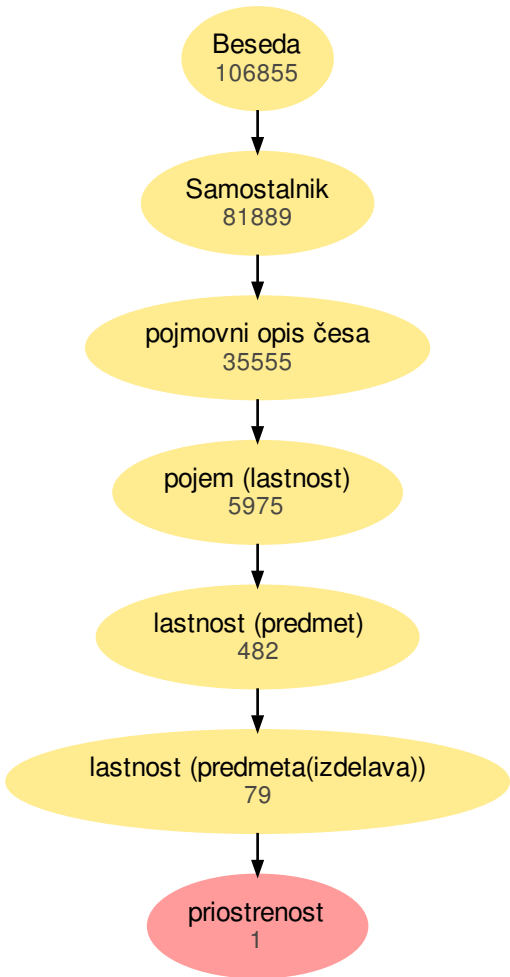 Beseda
106855
Samostalnik
81889
pojmovni opis česa
35555
pojem (lastnost)
5975
lastnost (predmet)
482
lastnost (predmeta(izdelava))
79
priostrenost
1